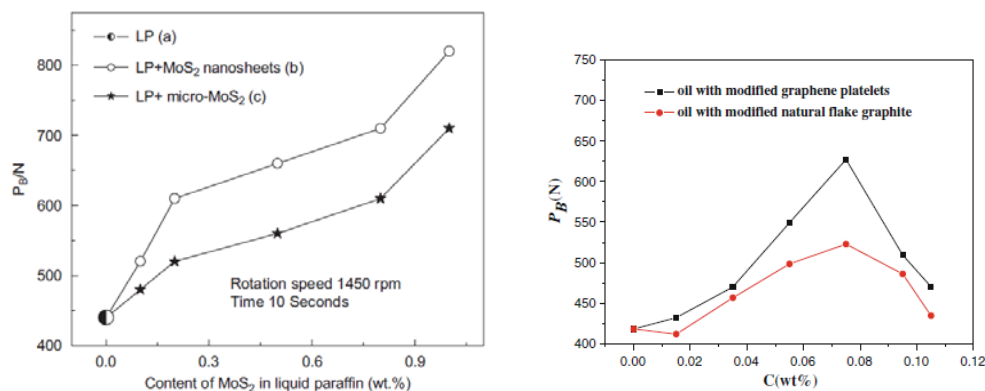 LP (a)
LP+MoS₂ nanosheets (b)
LP+ micro-MoS₂ (c)
800
700
600
500
400
P_B/N
Rotation speed 1450 rpm
Time 10 Seconds
0.0 0.3 0.6 0.9
Content of MoS₂ in liquid paraffin (wt.%)
750
700
650
600
550
500
450
400
P_B(N)
oil with modified graphene platelets
oil with modified natural flake graphite
0.00 0.02 0.04 0.06 0.08 0.10 0.12
C(wt%)